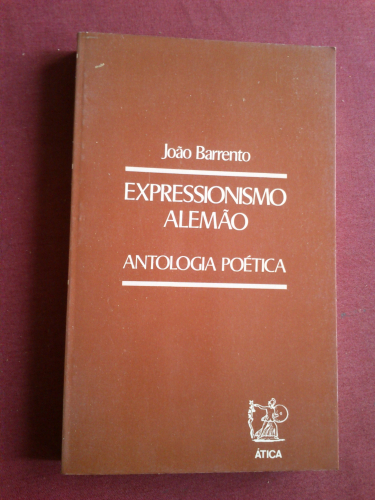 João Barrento
EXPRESSIONISMO
ALEMÃO
ANTOLOGIA POÉTICA
ÁTICA